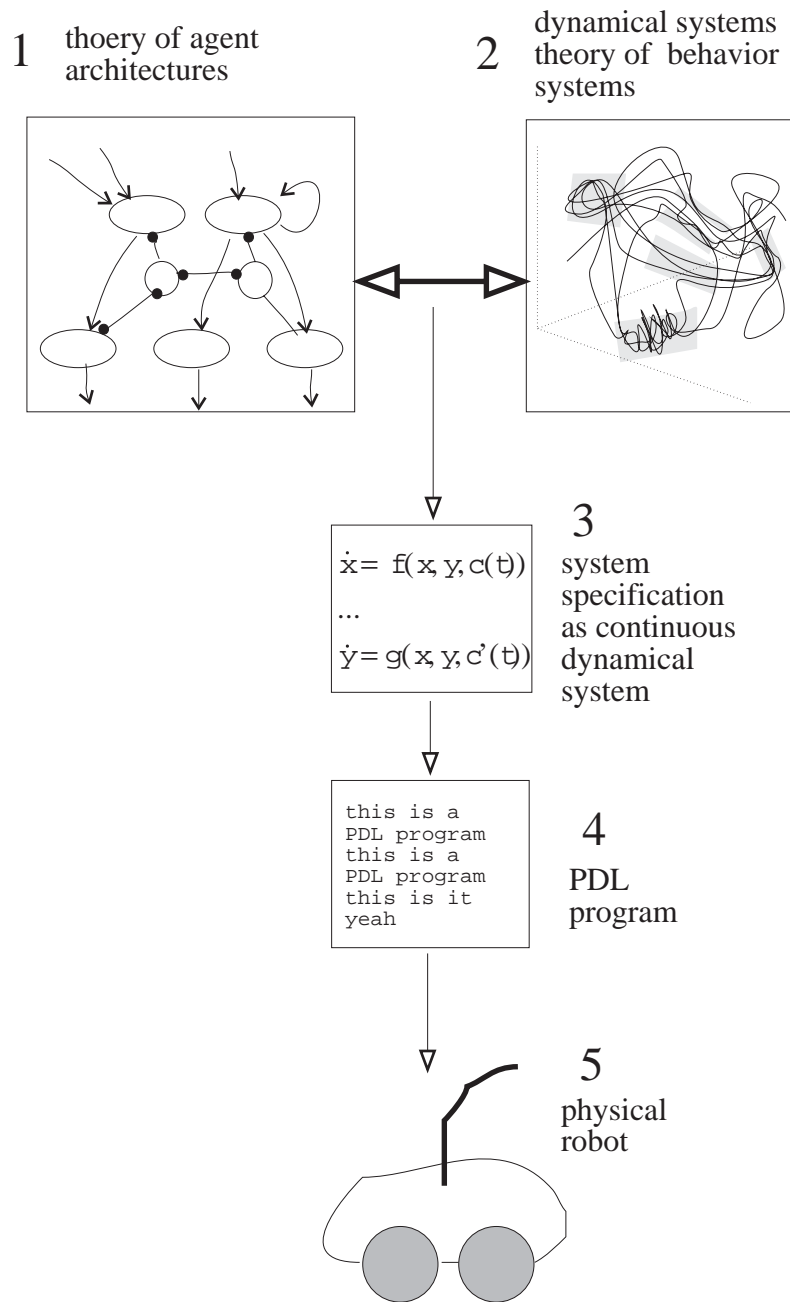 1
thoery of agent
architectures
2
dynamical systems
theory of behavior
systems
3
system
specification
as continuous
dynamical
system
ẋ= f(x,y,c(t))
...
ẏ=g(x,y,c’(t))
this is a
PDL program
this is a
PDL program
this is it
yeah
4
PDL
program
5
physical
robot